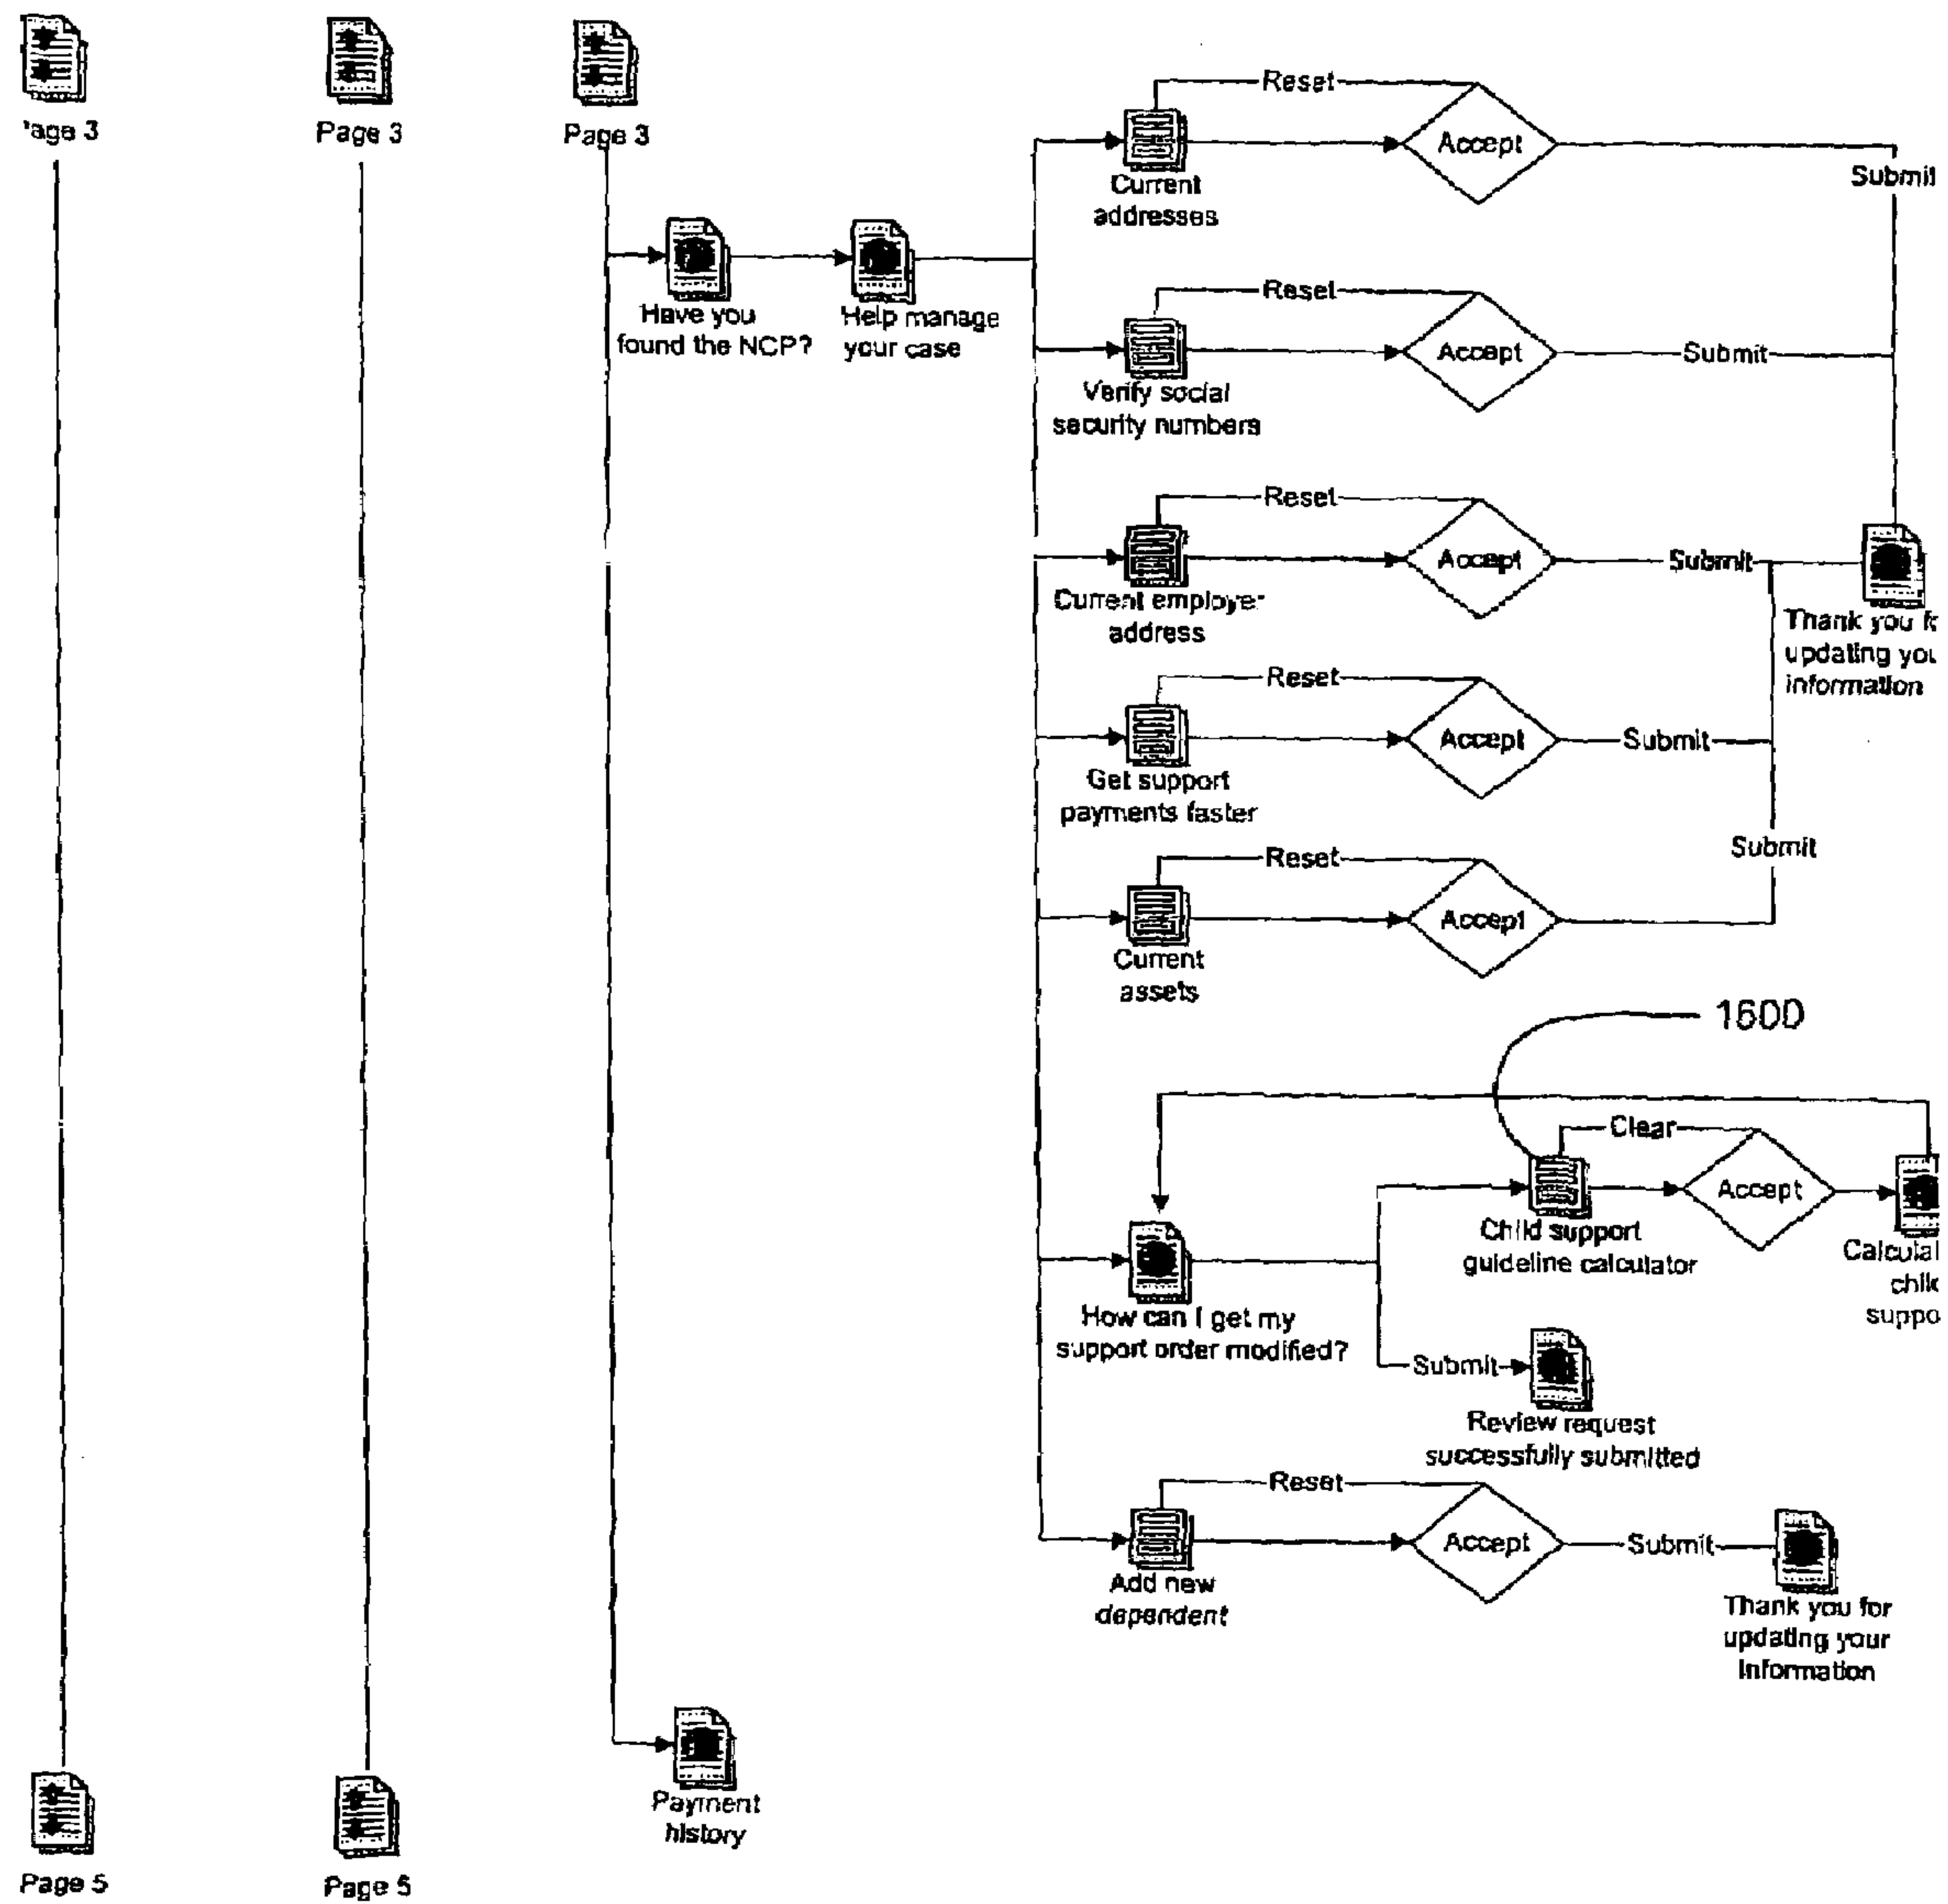 Page 3
Page 3
Reset
Accept
Current
addresses
Submit
Have you
found the NCP?
Help manage
your case
Reset
Accept
Submit
Verify social
security numbers
Reset
Accept
Submit
Current employer
address
Thank you
updating
information
Reset
Accept
Submit
Get support
payments faster
Submit
Reset
Accept
Current
assets
1600
Clear
Accept
Child support
guideline calculator
How can I get my
support order modified?
Submit
Review request
successfully submitted
Reset
Accept
Submit
Add new
dependent
Thank you for
updating your
information
Payment
history
Page 5
Page 5